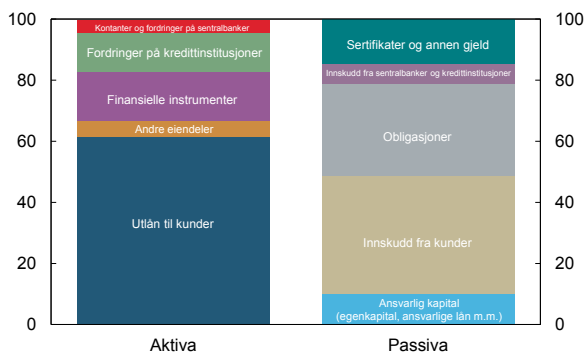 100
80
60
40
20
0
Kontanter og fordringer på sentralbanker
Fordringer på kredittinstitusjoner
Finansielle instrumenter
Andre eiendeler
Utlån til kunder
Aktiva
Sertifikater og annen gjeld
Innskudd fra sentralbanker og kredittinstitusjoner
Obligasjoner
Innskudd fra kunder
Ansvarlig kapital
(egenkapital, ansvarlige lån m.m.)
Passiva
100
80
60
40
20
0